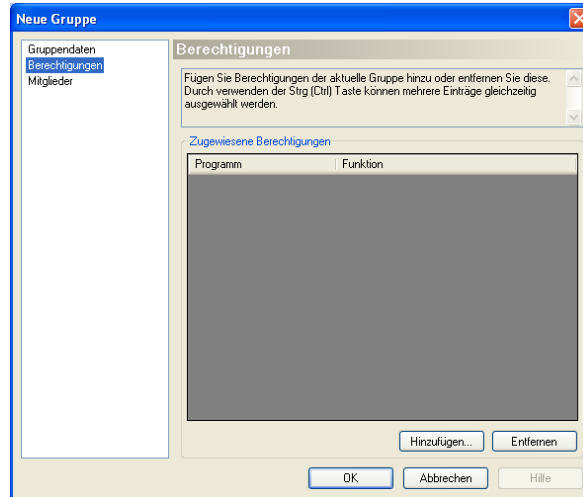 Neue Gruppe
Gruppendaten
Berechtigungen
Mitglieder
Berechtigungen
Fügen Sie Berechtigungen der aktuelle Gruppe hinzu oder entfernen Sie diese.
Durch verwenden der Strg (Ctrl) Taste können mehrere Einträge gleichzeitig
ausgewählt werden.
Zugewiesene Berechtigungen
Programm Funktion
Hinzufügen... Entfernen
OK Abbrechen Hilfe